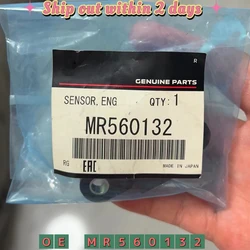 Ship out within 2 days
R
GENUINE PARTS
SENSOR, ENG QTY: 1
MR560132
RG EAC MADE IN JAPAN
OE MR560132